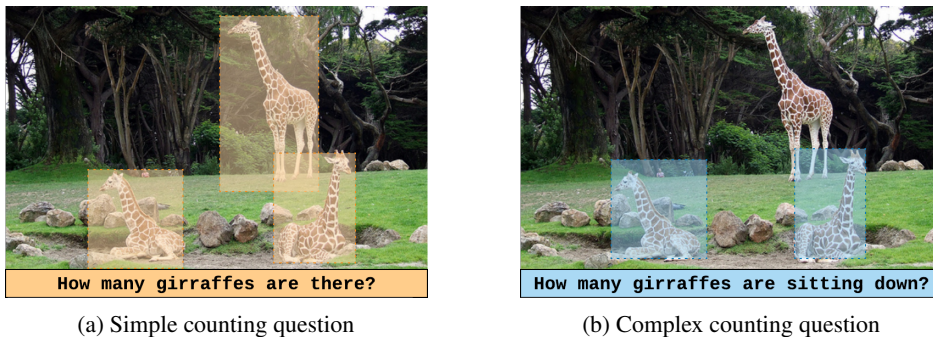 How many girraffes are there?
How many girraffes are sitting down?
(a) Simple counting question
(b) Complex counting question